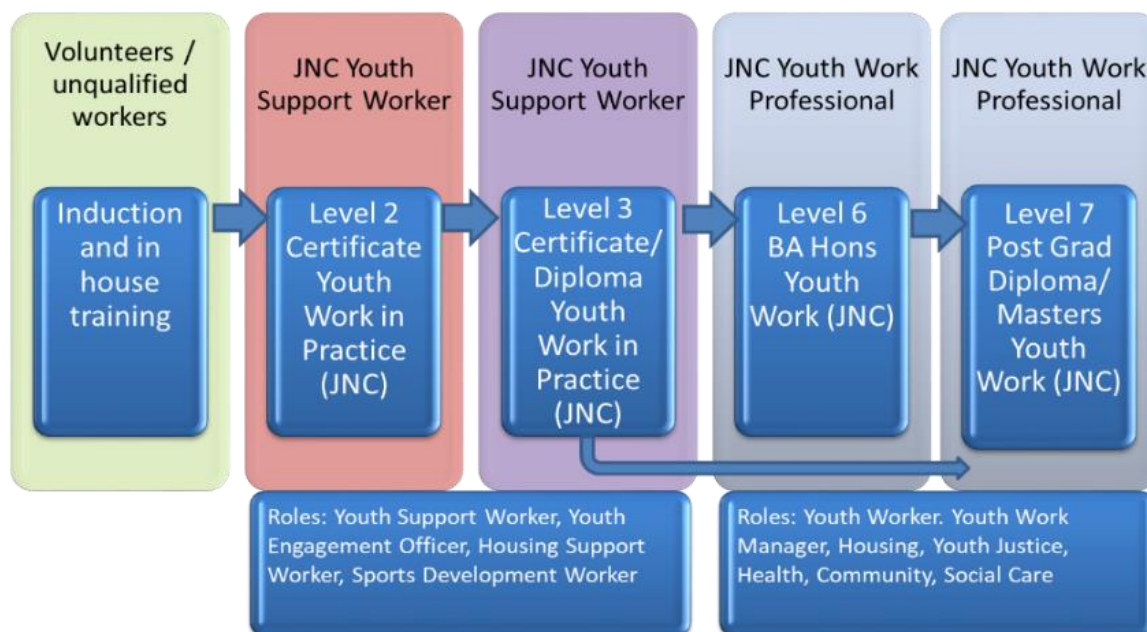 Volunteers /
unqualified
workers
Induction
and in
house
training
JNC Youth
Support Worker
Level 2
Certificate
Youth
Work in
Practice
(JNC)
JNC Youth
Support Worker
Level 3
Certificate/
Diploma
Youth
Work in
Practice
(JNC)
JNC Youth Work
Professional
Level 6
BA Hons
Youth
Work (JNC)
JNC Youth Work
Professional
Level 7
Post Grad
Diploma/
Masters
Youth
Work (JNC)
Roles: Youth Support Worker, Youth
Engagement Officer, Housing Support
Worker, Sports Development Worker
Roles: Youth Worker. Youth Work
Manager, Housing, Youth Justice,
Health, Community, Social Care